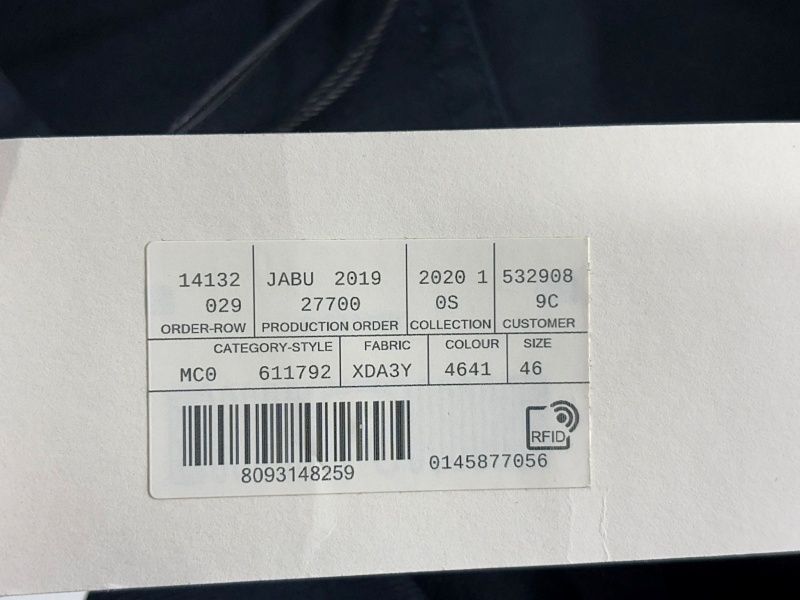 14132 JABU 2019 2020 1 532908
029 27700 0S 9C
ORDER-ROW PRODUCTION ORDER COLLECTION CUSTOMER
CATEGORY-STYLE FABRIC COLOUR SIZE
MC0 611792 XDA3Y 4641 46
RFID
8093148259 0145877056